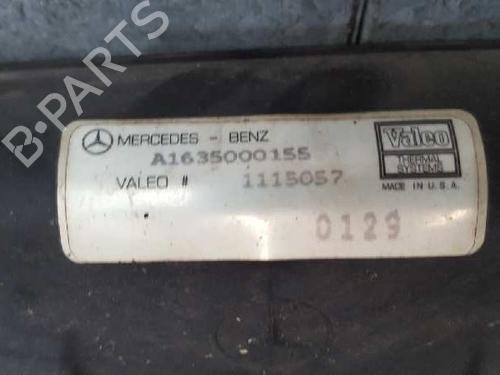 MERCEDES - BENZ
A1635000155
VALEO # 1115057
0129
Valeo
THERMAL
SYSTEMS
MADE IN U.S.A.
B-PARTS